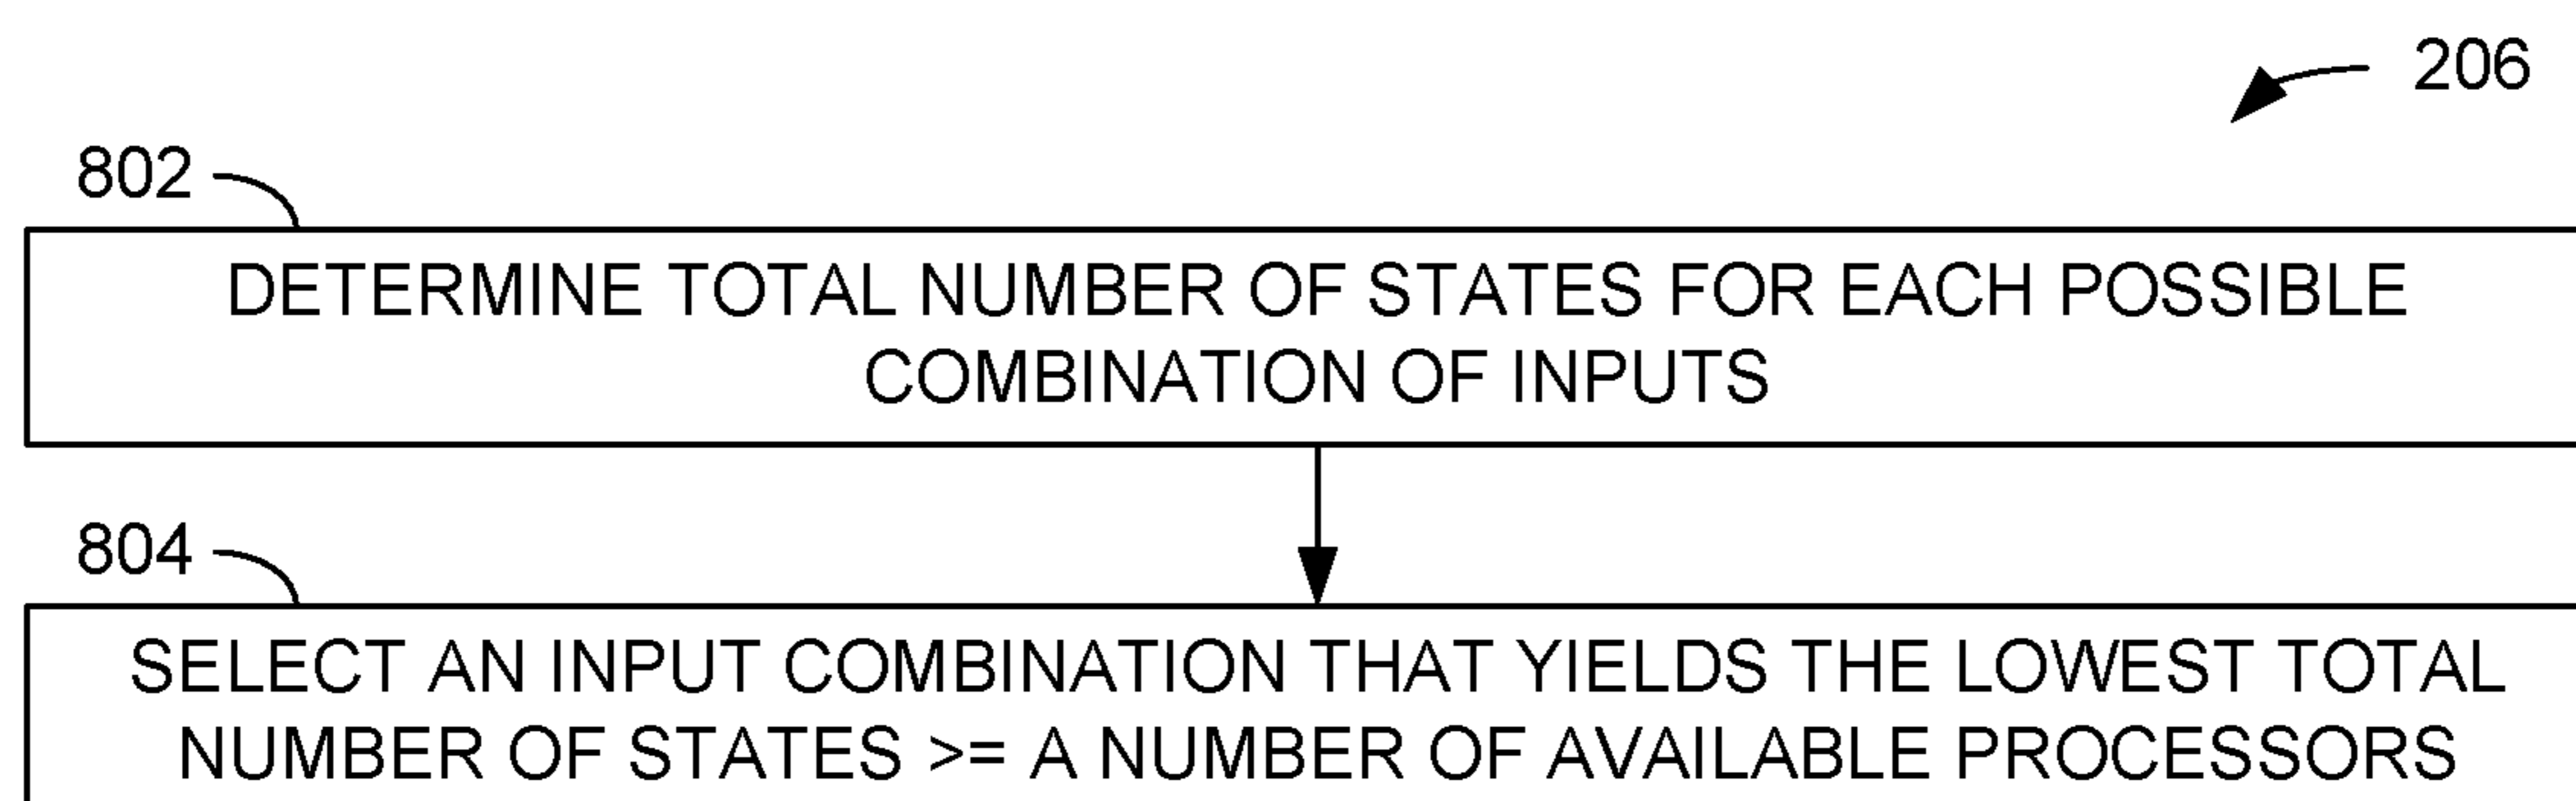 206
802
DETERMINE TOTAL NUMBER OF STATES FOR EACH POSSIBLE
COMBINATION OF INPUTS
804
SELECT AN INPUT COMBINATION THAT YIELDS THE LOWEST TOTAL
NUMBER OF STATES >= A NUMBER OF AVAILABLE PROCESSORS